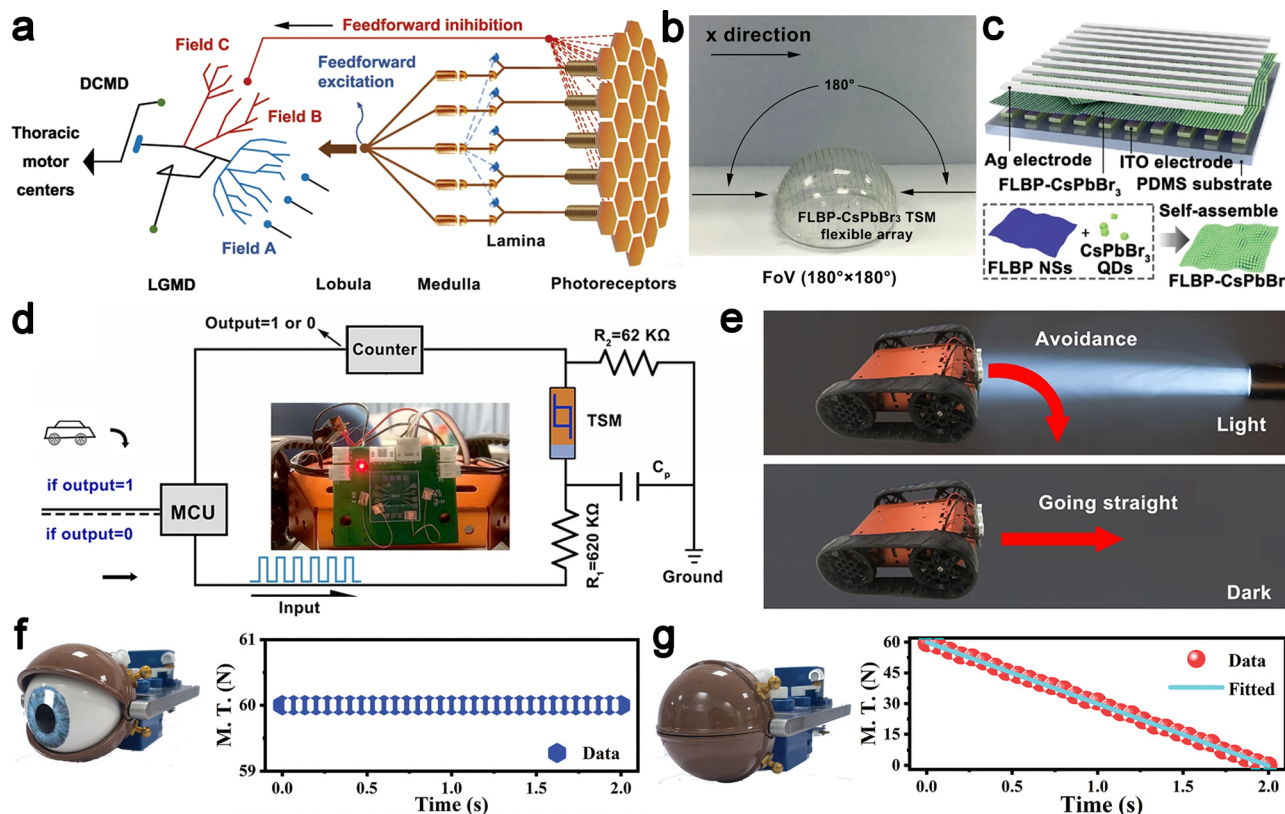 a
Feedforward inihibition
Field C
Feedforward
excitation
DCMD
Field B
Thoracic
motor
centers
Field A
Lamina
LGMD
Lobula
Medulla
Photoreceptors
b
x direction
180°
FLBP-CsPbBr₃ TSM
flexible array
FoV (180°×180°)
c
Ag electrode
ITO electrode
FLBP-CsPbBr₃
PDMS substrate
Self-assemble
+
CsPbBr₃
QDs
FLBP NSs
FLBP-CsPbBr
d
Output=1 or 0
Counter
R₂=62 KΩ
TSM
Cₚ
if output=1
MCU
if output=0
R₁=620 KΩ
Ground
Input
e
Avoidance
Light
Going straight
Dark
f
M. T. (N)
61
60
59
Data
0.0 0.5 1.0 1.5 2.0
Time (s)
g
M. T. (N)
60
45
30
15
0
Data
Fitted
0.0 0.5 1.0 1.5 2.0
Time (s)